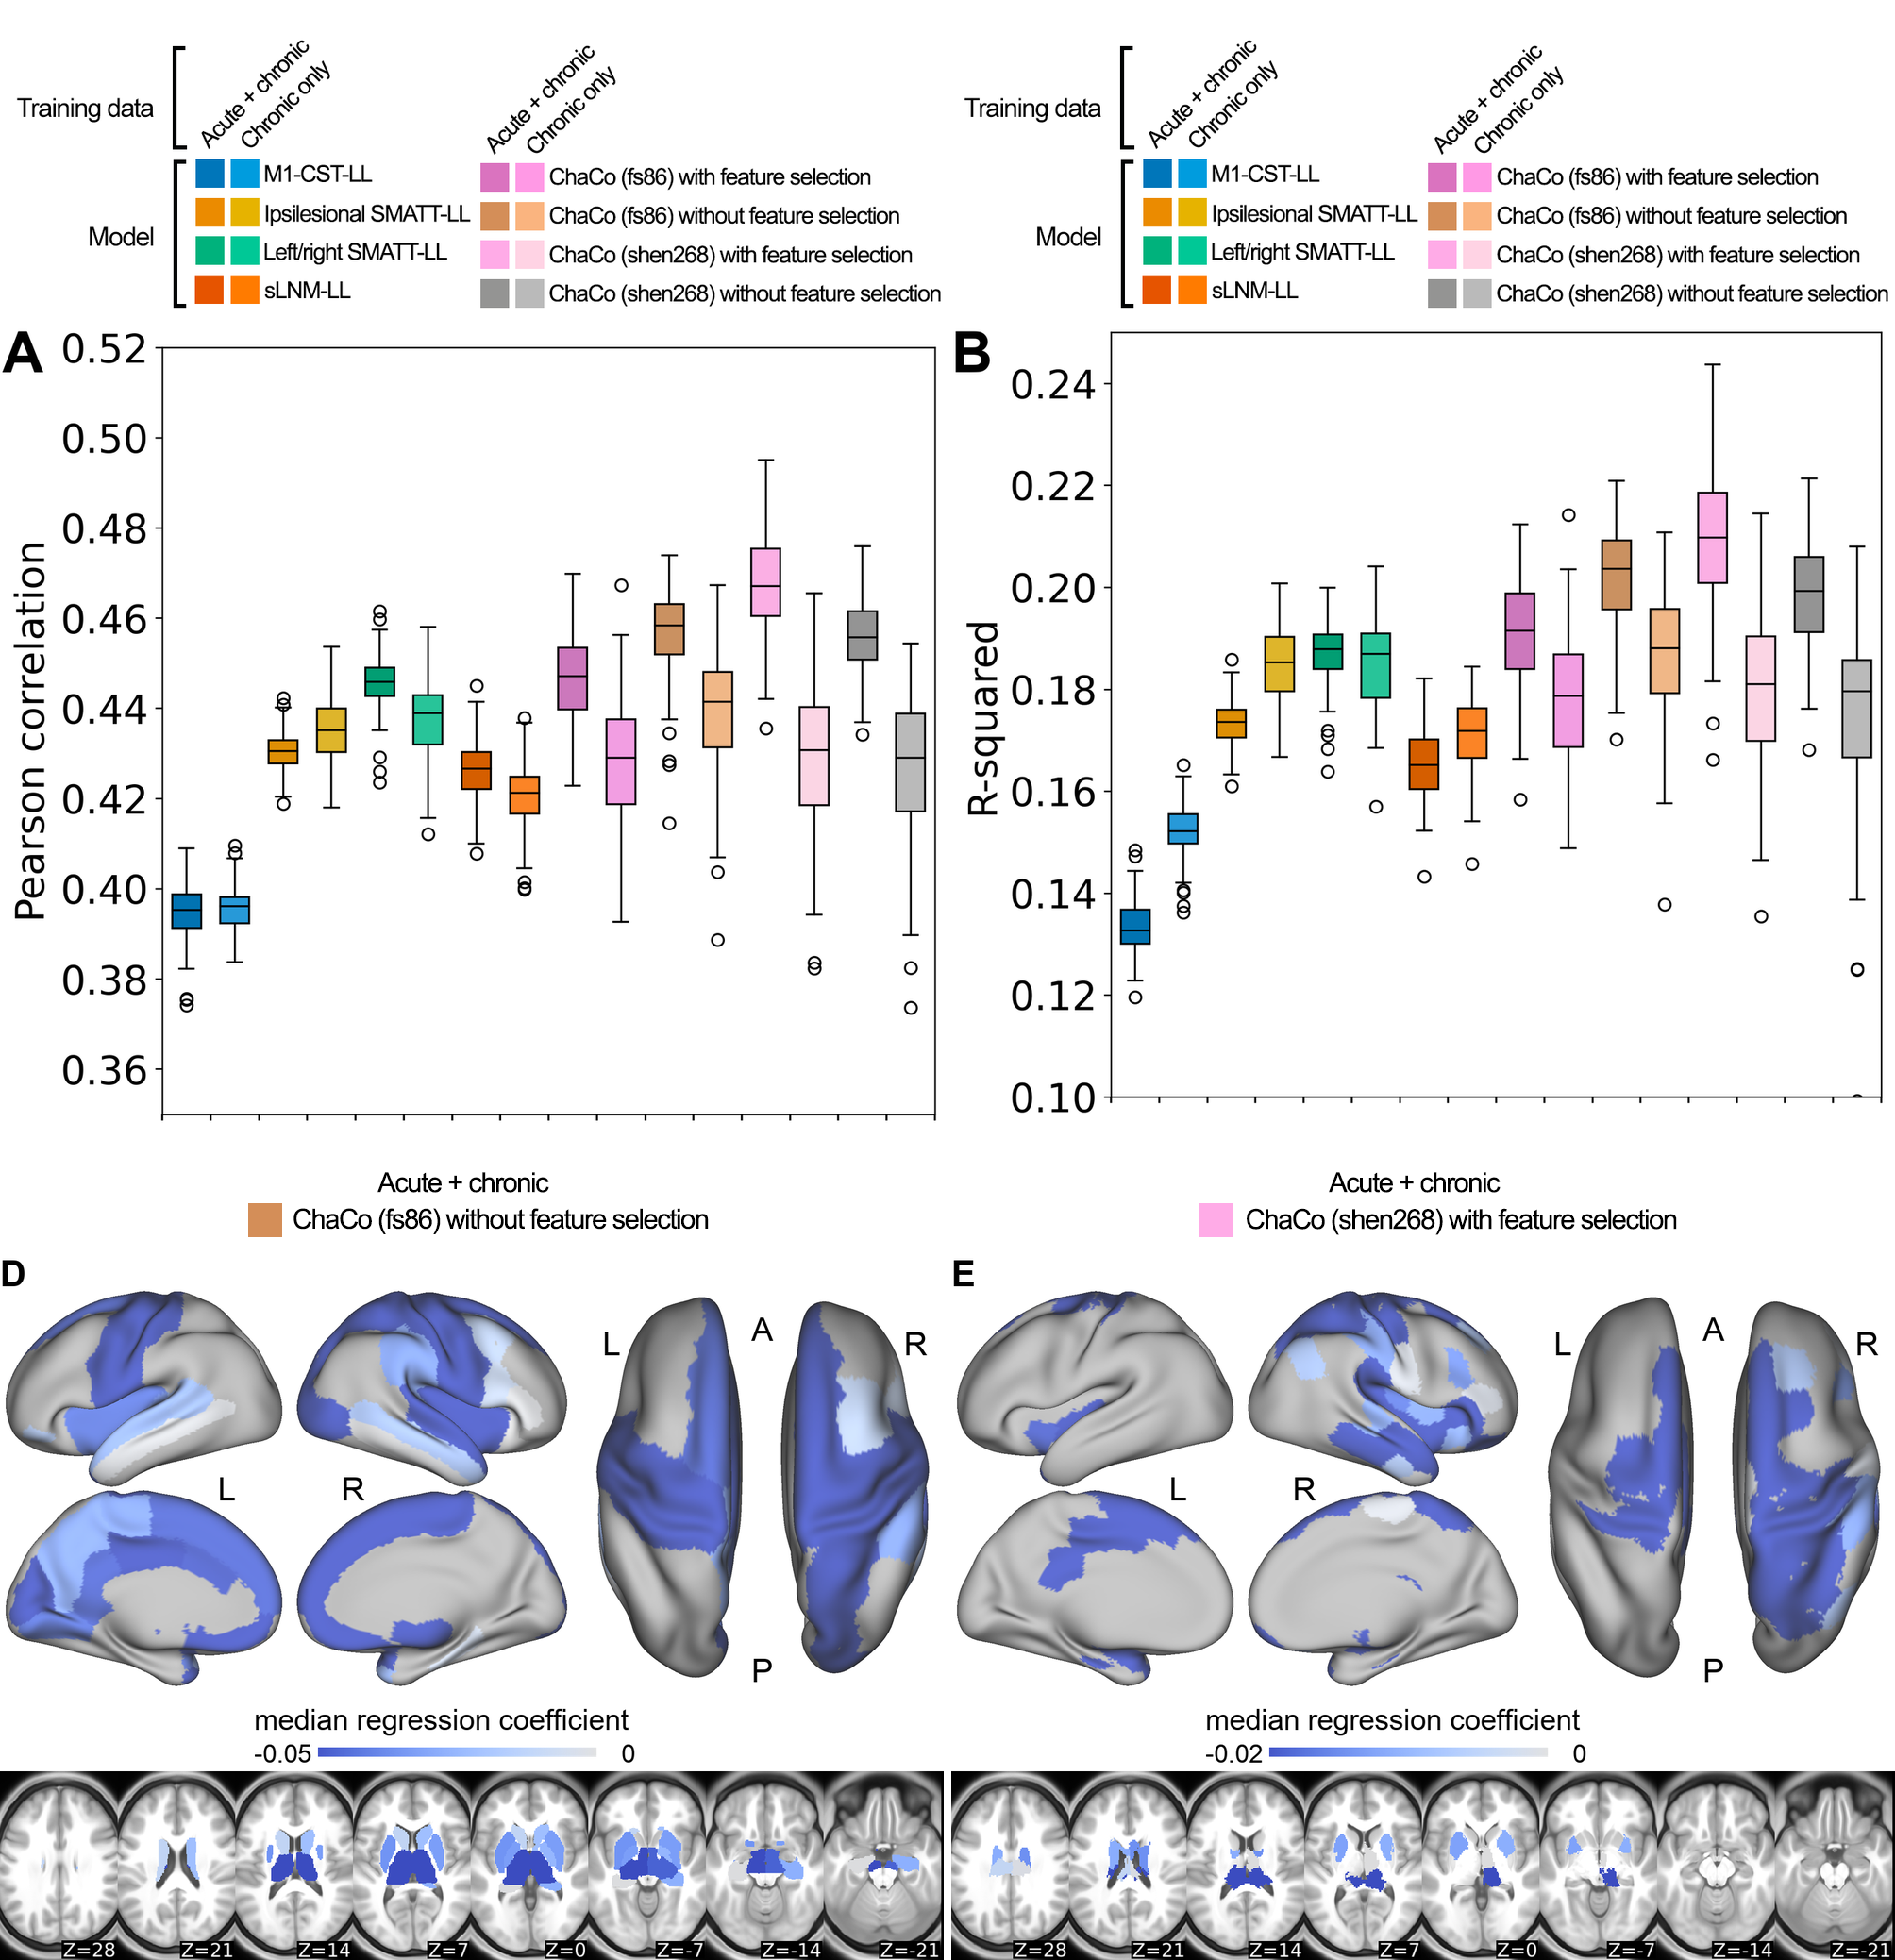 Training data
Acute + chronic
Chronic only
Acute + chronic
Chronic only
Model
M1-CST-LL
Ipsilesional SMATT-LL
Left/right SMATT-LL
sLNM-LL
ChaCo (fs86) with feature selection
ChaCo (fs86) without feature selection
ChaCo (shen268) with feature selection
ChaCo (shen268) without feature selection
Training data
Acute + chronic
Chronic only
Acute + chronic
Chronic only
Model
M1-CST-LL
Ipsilesional SMATT-LL
Left/right SMATT-LL
sLNM-LL
ChaCo (fs86) with feature selection
ChaCo (fs86) without feature selection
ChaCo (shen268) with feature selection
ChaCo (shen268) without feature selection
A
Pearson correlation
0.52
0.50
0.48
0.46
0.44
0.42
0.40
0.38
0.36
B
R-squared
0.24
0.22
0.20
0.18
0.16
0.14
0.12
0.10
Acute + chronic
ChaCo (fs86) without feature selection
Acute + chronic
ChaCo (shen268) with feature selection
D
L
A
R
L
R
P
median regression coefficient
-0.05 0
Z=28 Z=21 Z=14 Z=7 Z=0 Z=-7 Z=-14 Z=-21
E
L
A
R
L
R
P
median regression coefficient
-0.02 0
Z=28 Z=21 Z=14 Z=7 Z=0 Z=-7 Z=-14 Z=-21